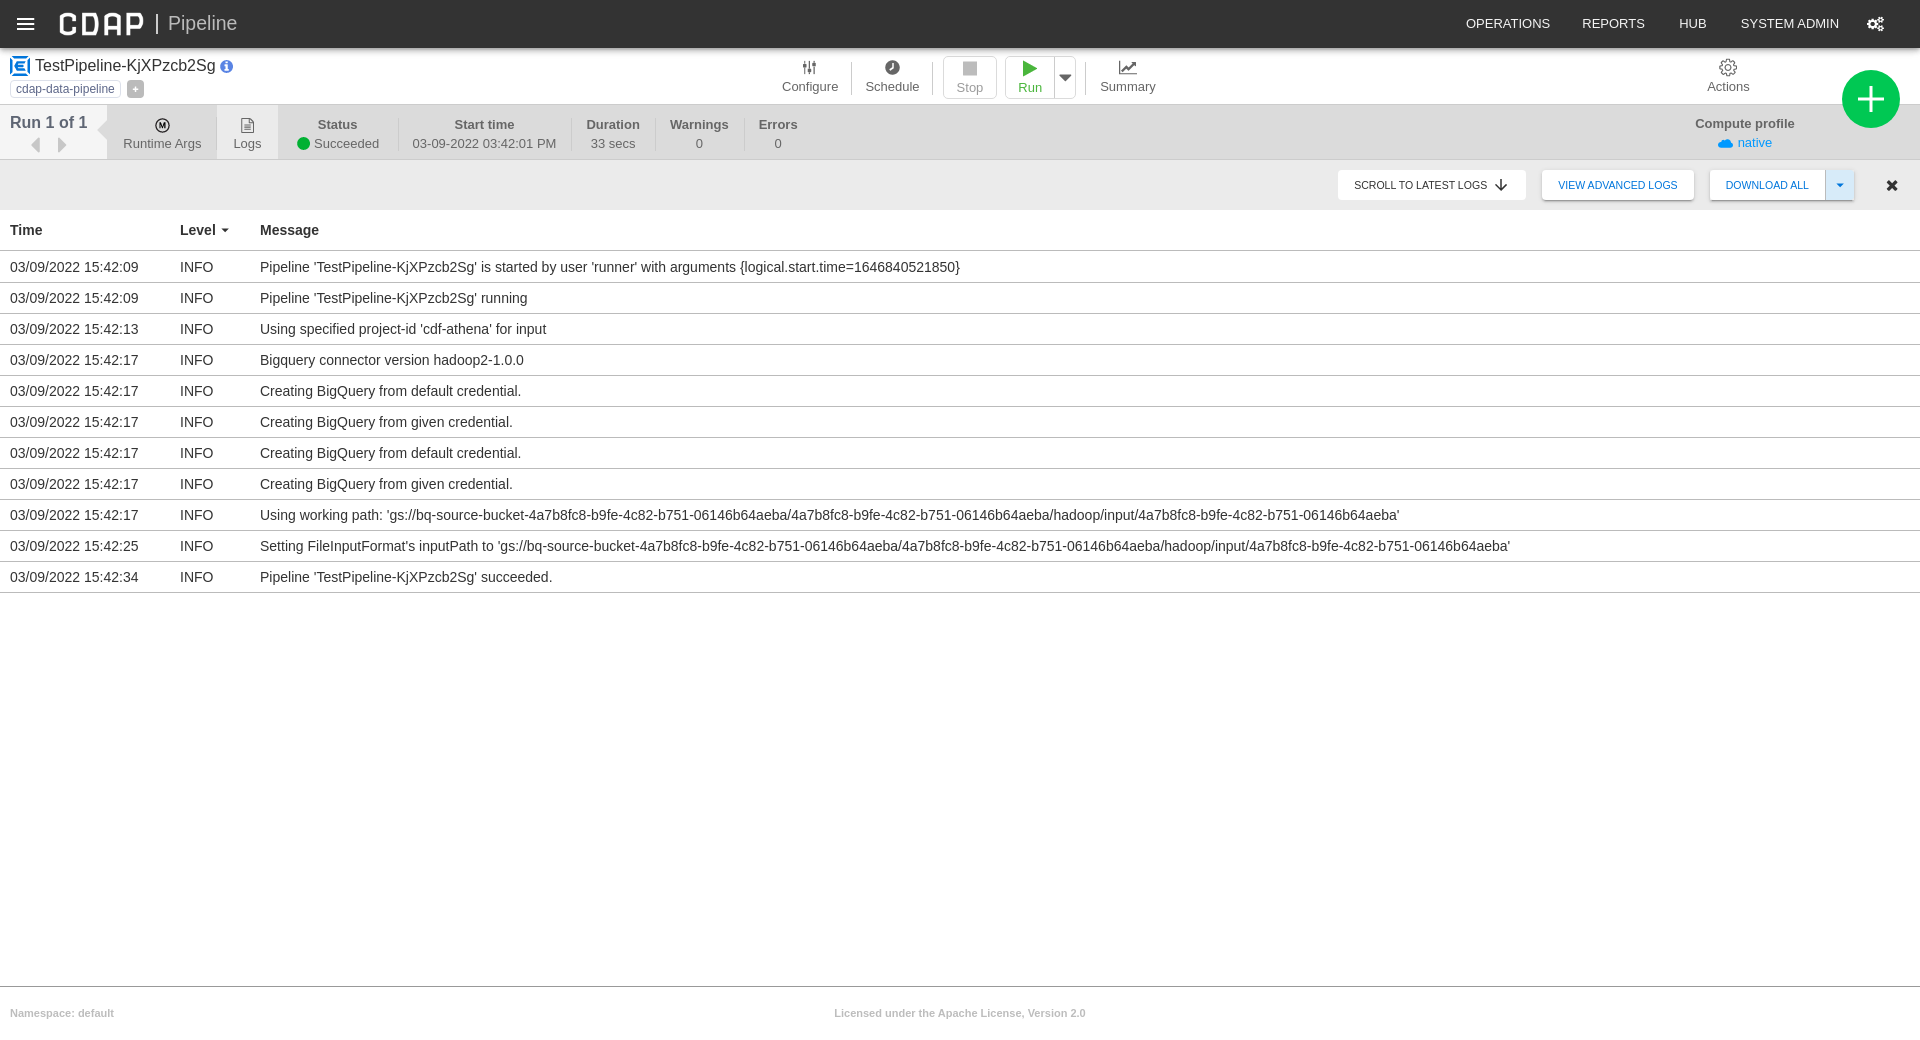 CDAP | Pipeline OPERATIONS REPORTS HUB SYSTEM ADMIN
TestPipeline-KjXPzcb2Sg
cdap-data-pipeline +
Configure Schedule Stop Run Summary Actions
Run 1 of 1
Runtime Args Logs
Status Start time Duration Warnings Errors Compute profile
Succeeded 03-09-2022 03:42:01 PM 33 secs 0 0 native
SCROLL TO LATEST LOGS VIEW ADVANCED LOGS DOWNLOAD ALL
Time Level Message
03/09/2022 15:42:09 INFO Pipeline 'TestPipeline-KjXPzcb2Sg' is started by user 'runner' with arguments {logical.start.time=1646840521850}
03/09/2022 15:42:09 INFO Pipeline 'TestPipeline-KjXPzcb2Sg' running
03/09/2022 15:42:13 INFO Using specified project-id 'cdf-athena' for input
03/09/2022 15:42:17 INFO Bigquery connector version hadoop2-1.0.0
03/09/2022 15:42:17 INFO Creating BigQuery from default credential.
03/09/2022 15:42:17 INFO Creating BigQuery from given credential.
03/09/2022 15:42:17 INFO Creating BigQuery from default credential.
03/09/2022 15:42:17 INFO Creating BigQuery from given credential.
03/09/2022 15:42:17 INFO Using working path: 'gs://bq-source-bucket-4a7b8fc8-b9fe-4c82-b751-06146b64aeba/4a7b8fc8-b9fe-4c82-b751-06146b64aeba/hadoop/input/4a7b8fc8-b9fe-4c82-b751-06146b64aeba'
03/09/2022 15:42:25 INFO Setting FileInputFormat's inputPath to 'gs://bq-source-bucket-4a7b8fc8-b9fe-4c82-b751-06146b64aeba/4a7b8fc8-b9fe-4c82-b751-06146b64aeba/hadoop/input/4a7b8fc8-b9fe-4c82-b751-06146b64aeba'
03/09/2022 15:42:34 INFO Pipeline 'TestPipeline-KjXPzcb2Sg' succeeded.
Namespace: default Licensed under the Apache License, Version 2.0